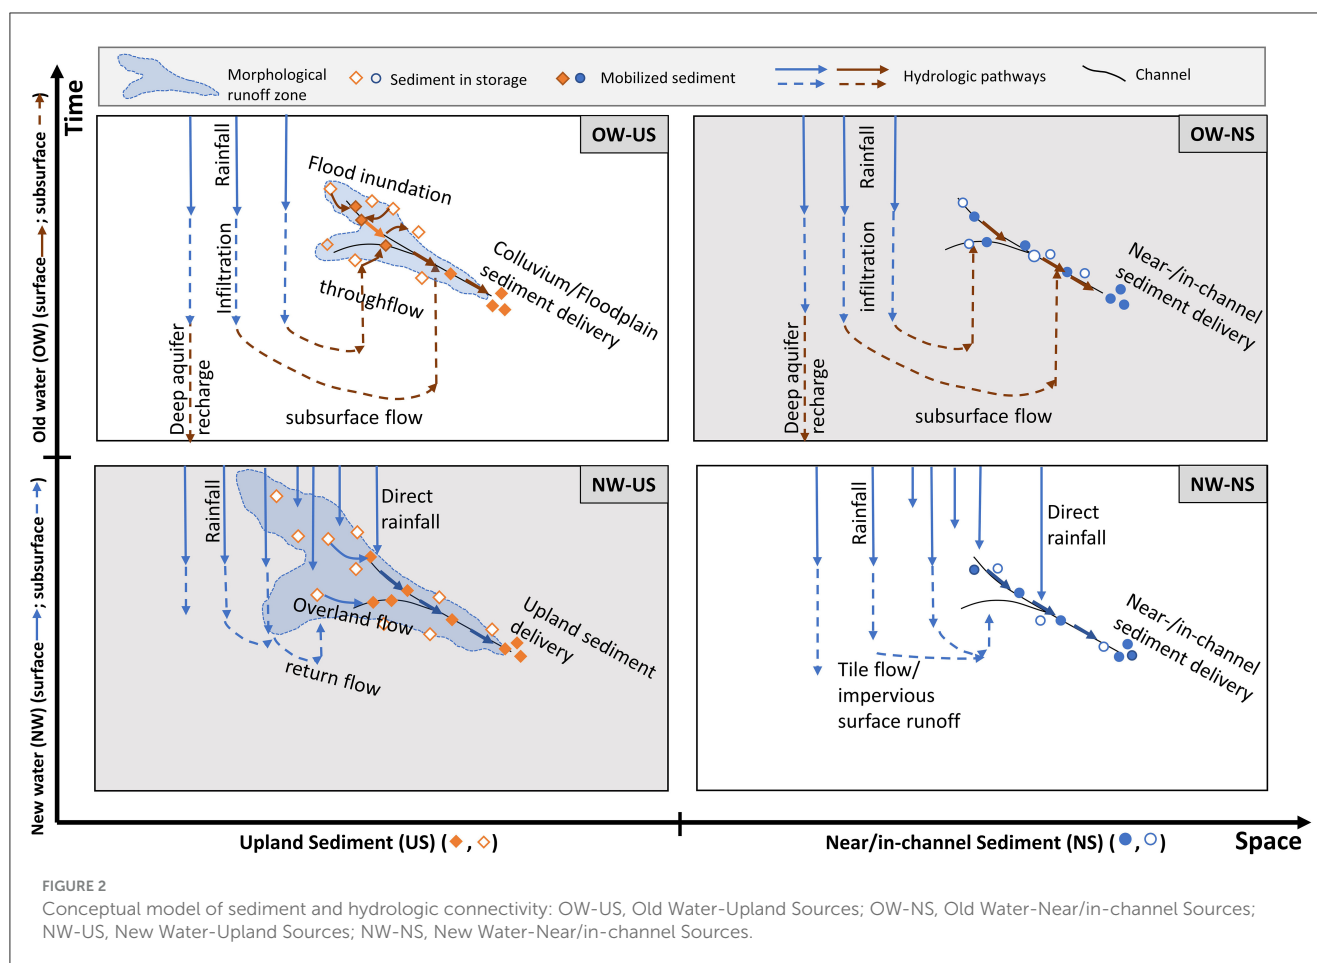 Morphological
runoff zone
Sediment in storage
Mobilized sediment
Hydrologic pathways
Channel
Time
Old water (OW) (surface ; subsurface )
New water (NW) (surface ; subsurface )
OW-US
Rainfall
Flood inundation
Infiltration
throughflow
Colluvium/Floodplain
sediment delivery
Deep aquifer
recharge
subsurface flow
OW-NS
Rainfall
infiltration
Near-/in-channel
sediment delivery
Deep aquifer
recharge
subsurface flow
NW-US
Rainfall
Direct
rainfall
Overland flow
return flow
Upland sediment
delivery
NW-NS
Rainfall
Direct
rainfall
Near-/in-channel
sediment delivery
Tile flow/
impervious
surface runoff
Upland Sediment (US) ( , )
Near/in-channel Sediment (NS) ( , )
Space
FIGURE 2
Conceptual model of sediment and hydrologic connectivity: OW-US, Old Water-Upland Sources; OW-NS, Old Water-Near/in-channel Sources;
NW-US, New Water-Upland Sources; NW-NS, New Water-Near/in-channel Sources.